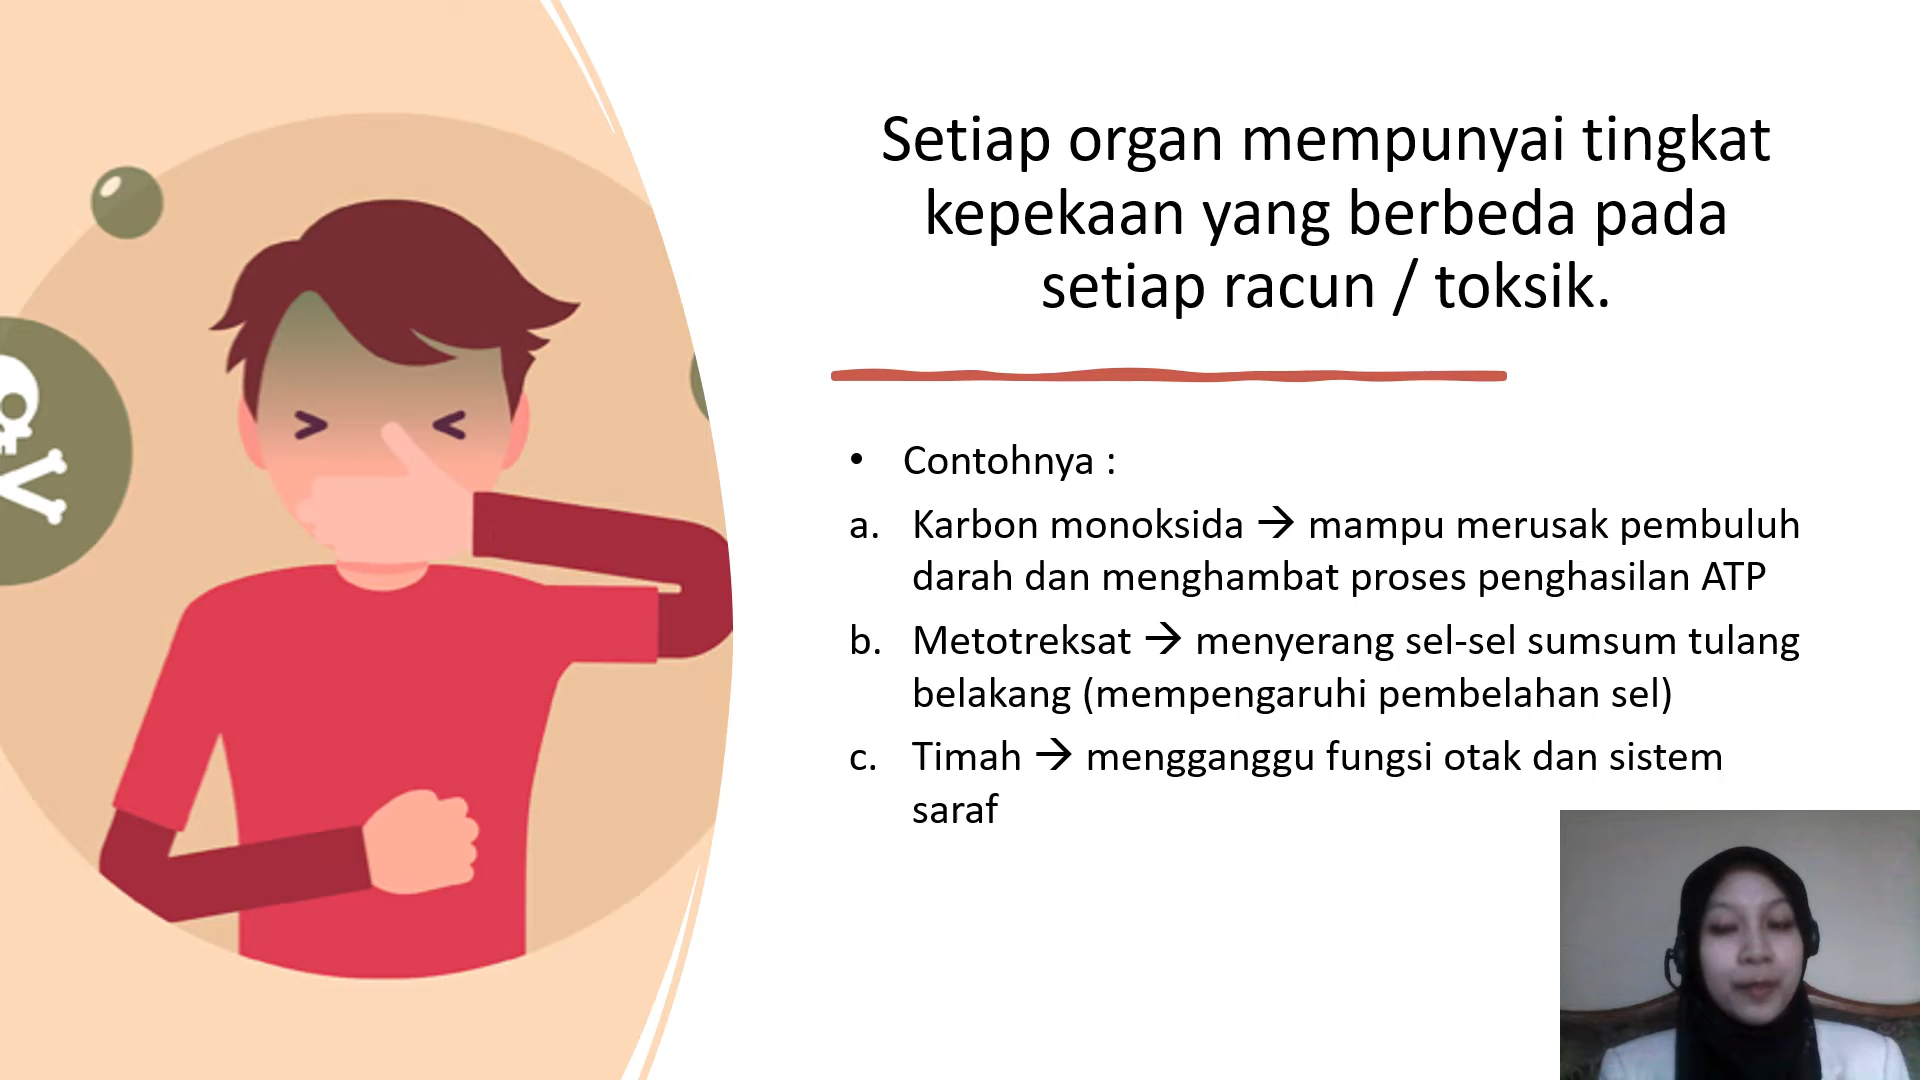 Setiap organ mempunyai tingkat
kepekaan yang berbeda pada
setiap racun / toksik.
• Contohnya :
a. Karbon monoksida → mampu merusak pembuluh
darah dan menghambat proses penghasilan ATP
b. Metotreksat → menyerang sel-sel sumsum tulang
belakang (mempengaruhi pembelahan sel)
c. Timah → mengganggu fungsi otak dan sistem
saraf